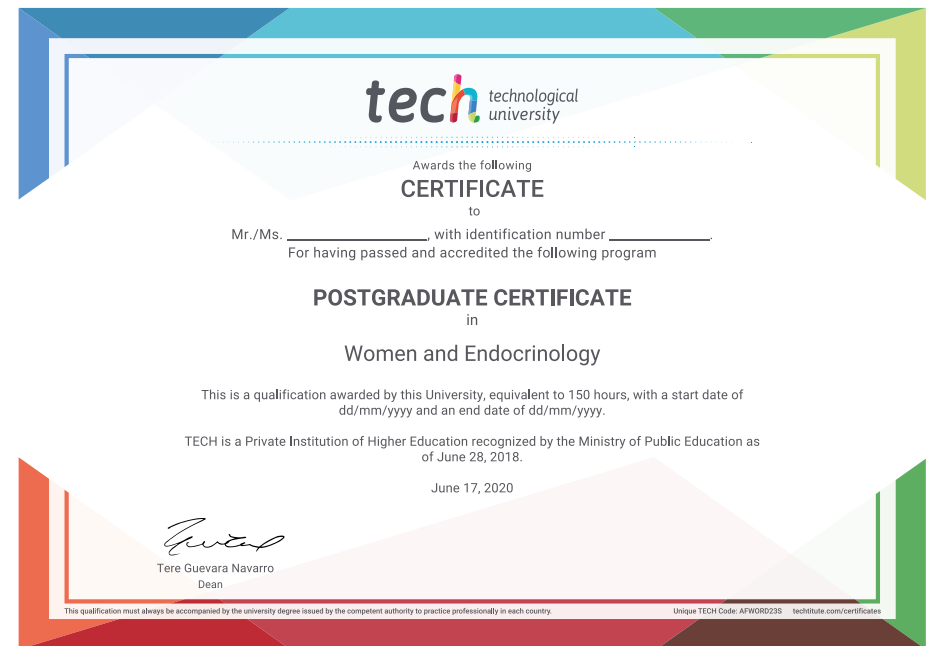 tech technological
university
Awards the following
CERTIFICATE
to
Mr./Ms. ____________________, with identification number ______________.
For having passed and accredited the following program
POSTGRADUATE CERTIFICATE
in
Women and Endocrinology
This is a qualification awarded by this University, equivalent to 150 hours, with a start date of
dd/mm/yyyy and an end date of dd/mm/yyyy.
TECH is a Private Institution of Higher Education recognized by the Ministry of Public Education as
of June 28, 2018.
June 17, 2020
Tere Guevara Navarro
Dean
This qualification must always be accompanied by the university degree issued by the competent authority to practice professionally in each country.
Unique TECH Code: AFWORD23S techtitute.com/certificates